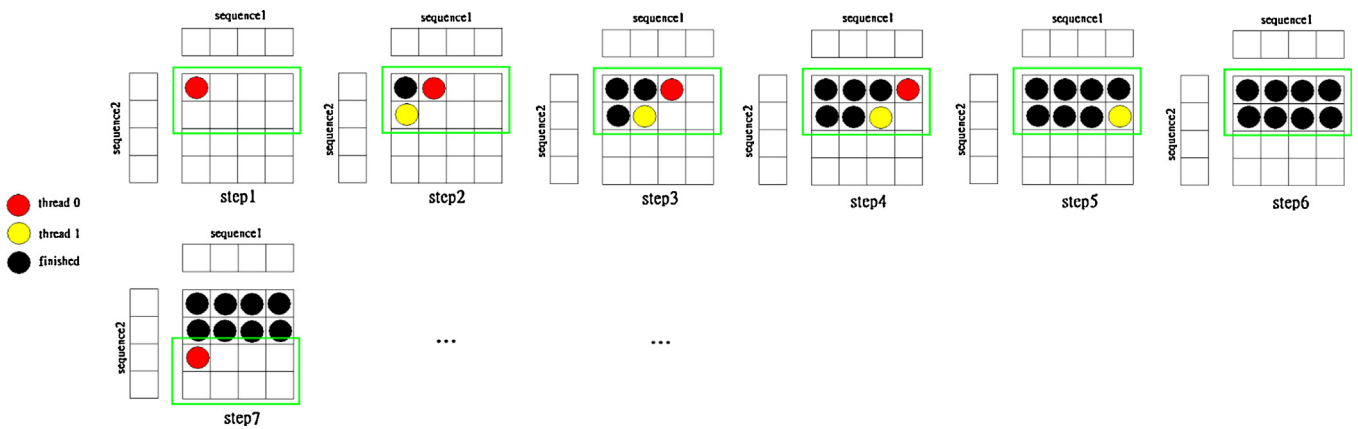 sequence1
sequence1
sequence1
sequence1
sequence1
sequence1
sequence2
sequence2
sequence2
sequence2
sequence2
sequence2
step1
step2
step3
step4
step5
step6
thread 0
thread 1
finished
sequence1
sequence2
...
...
step7